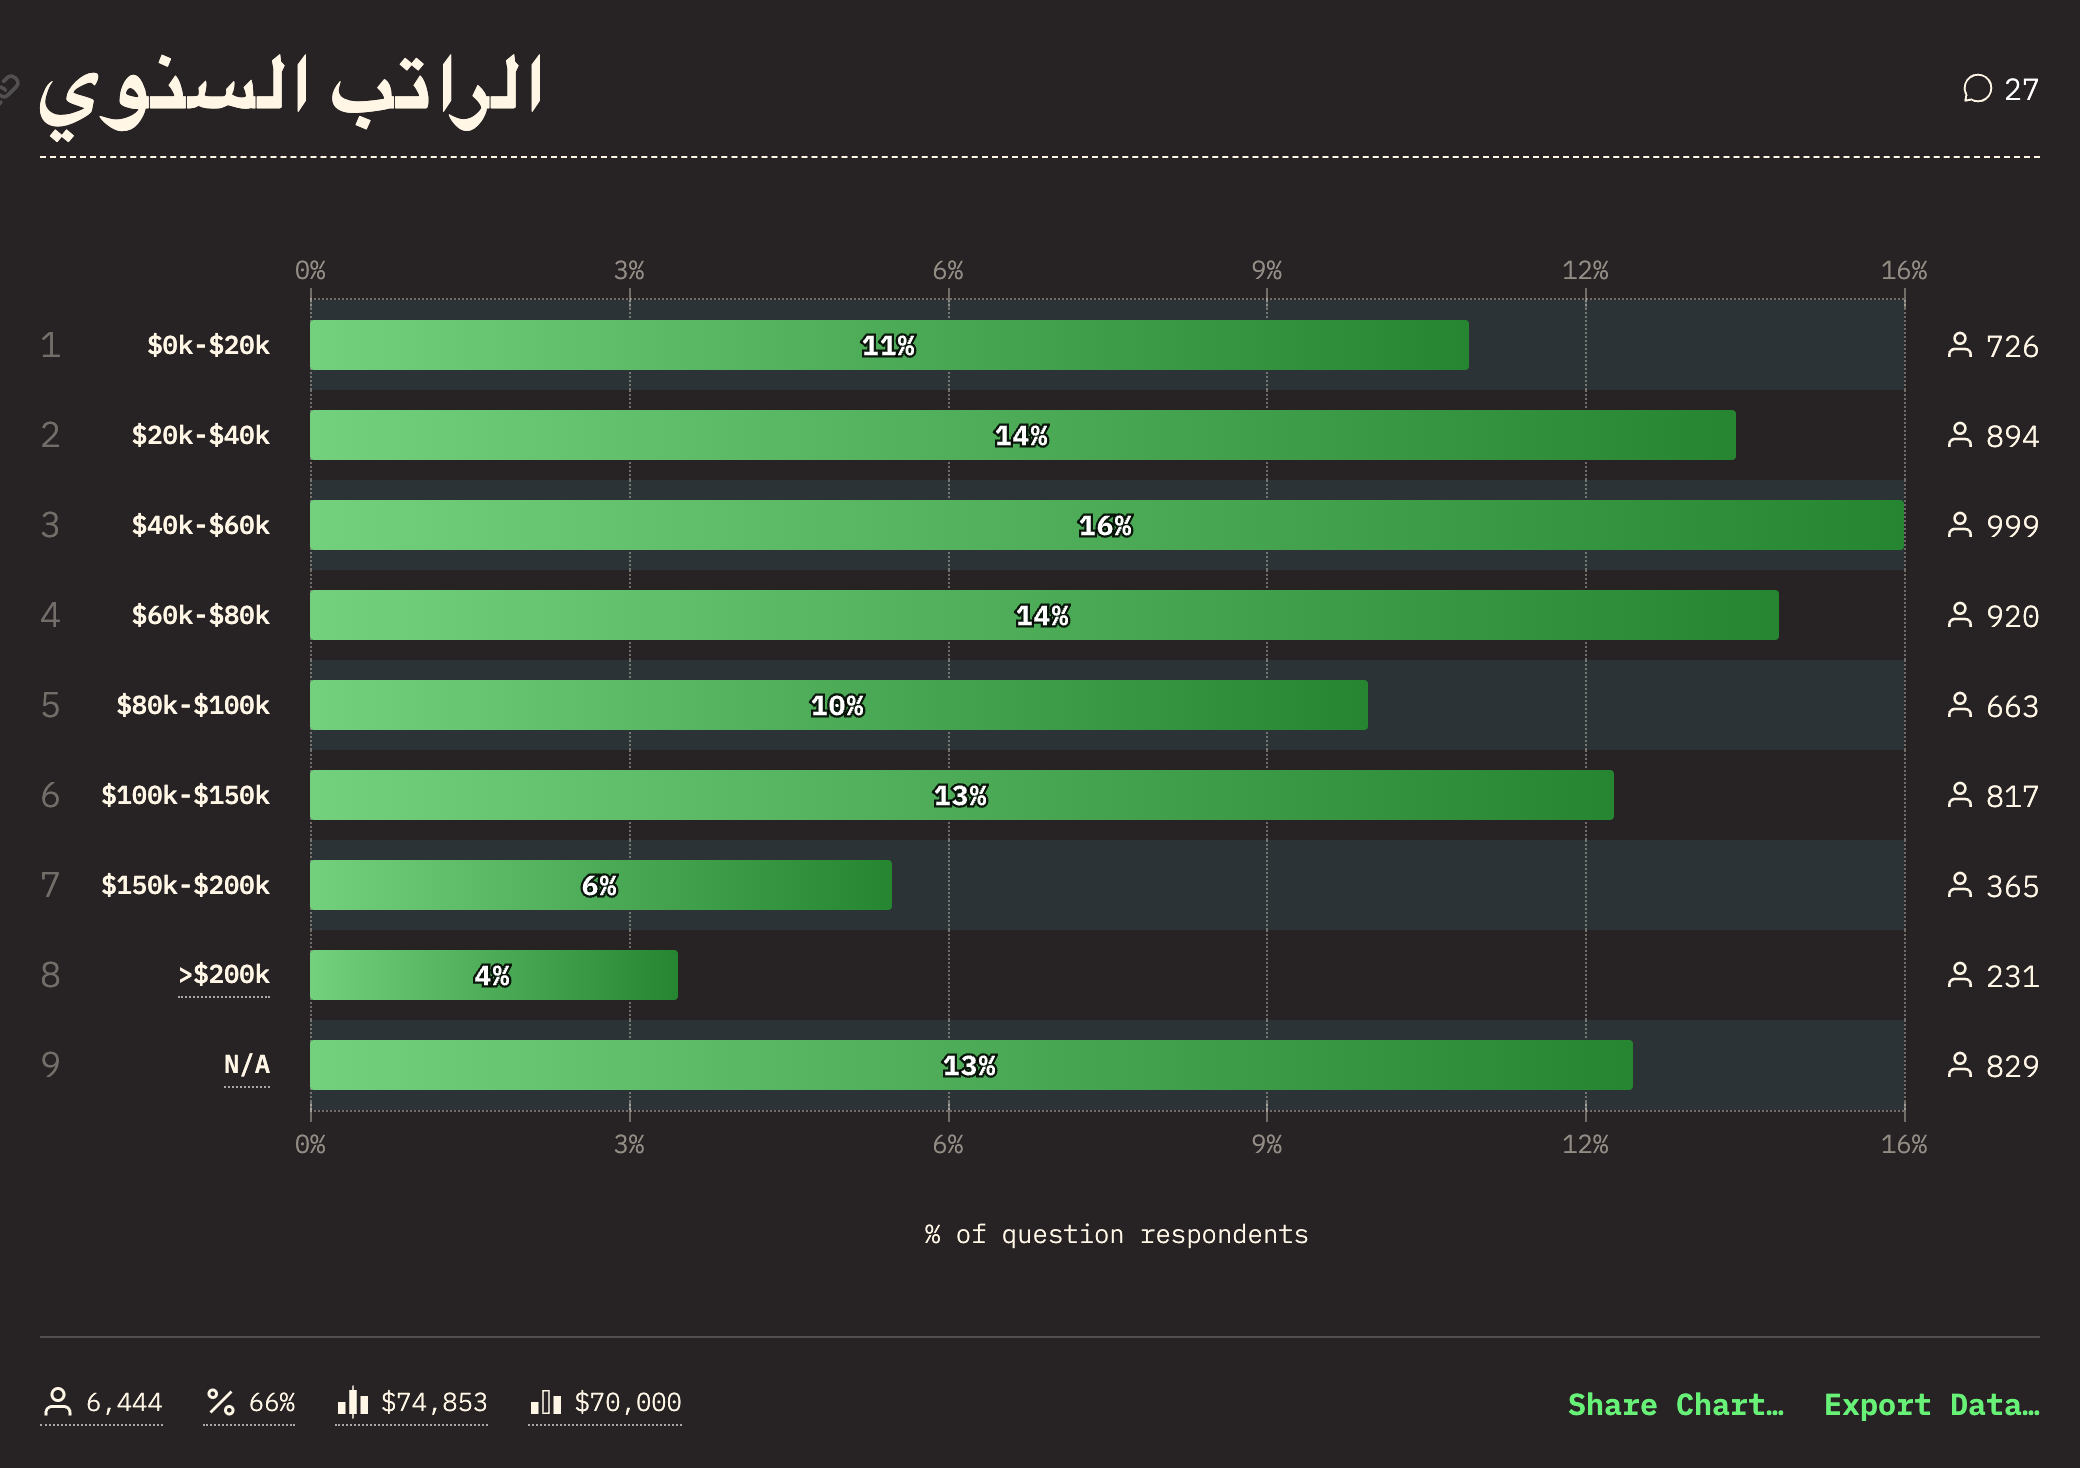 الراتب السنوي
27
0% 3% 6% 9% 12% 16%
1 $0k-$20k 11% 726
2 $20k-$40k 14% 894
3 $40k-$60k 16% 999
4 $60k-$80k 14% 920
5 $80k-$100k 10% 663
6 $100k-$150k 13% 817
7 $150k-$200k 6% 365
8 >$200k 4% 231
9 N/A 13% 829
0% 3% 6% 9% 12% 16%
% of question respondents
6,444 66% $74,853 $70,000 Share Chart… Export Data…